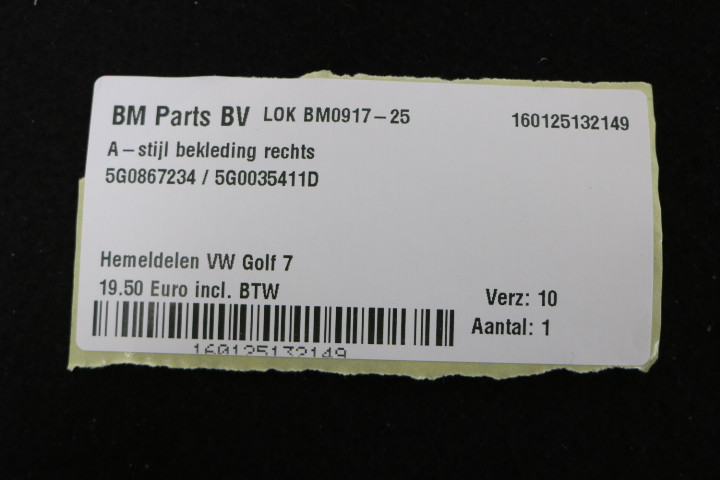 BM Parts BV LOK BM0917-25 160125132149
A-stijl bekleding rechts
5G0867234 / 5G0035411D
Hemeldelen VW Golf 7
19.50 Euro incl. BTW
Verz: 10
Aantal: 1
160125132149